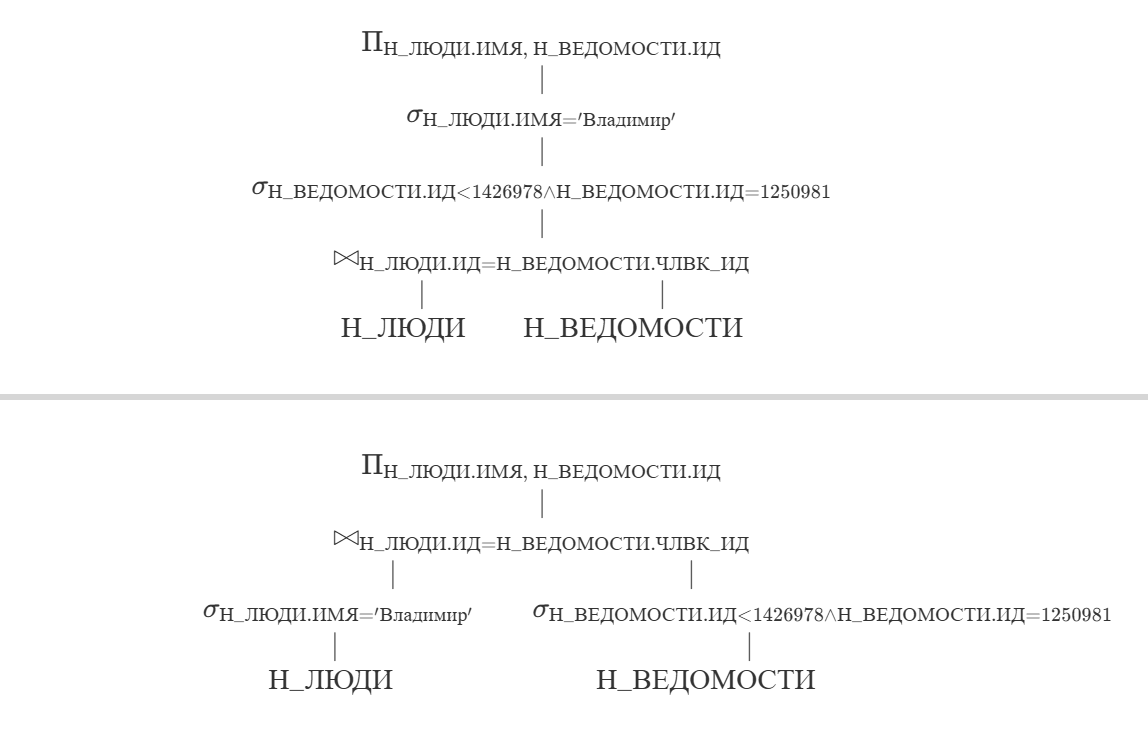 Π Н_ЛЮДИ.ИМЯ, Н_ВЕДОМОСТИ.ИД
σ Н_ЛЮДИ.ИМЯ=′Владимир′
σ Н_ВЕДОМОСТИ.ИД<1426978∧Н_ВЕДОМОСТИ.ИД=1250981
⋈ Н_ЛЮДИ.ИД=Н_ВЕДОМОСТИ.ЧЛВК_ИД
Н_ЛЮДИ Н_ВЕДОМОСТИ
Π Н_ЛЮДИ.ИМЯ, Н_ВЕДОМОСТИ.ИД
⋈ Н_ЛЮДИ.ИД=Н_ВЕДОМОСТИ.ЧЛВК_ИД
σ Н_ЛЮДИ.ИМЯ=′Владимир′ σ Н_ВЕДОМОСТИ.ИД<1426978∧Н_ВЕДОМОСТИ.ИД=1250981
Н_ЛЮДИ Н_ВЕДОМОСТИ